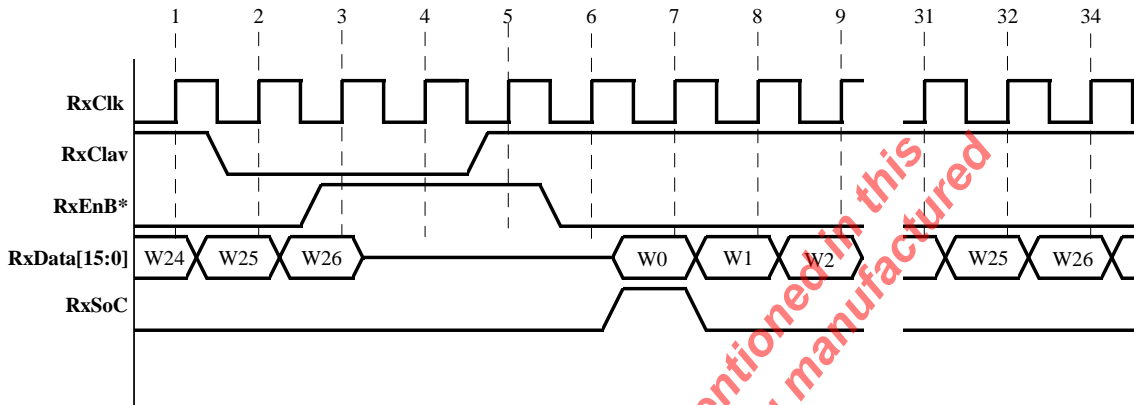 1 2 3 4 5 6 7 8 9 31 32 34
RxClk
RxClav
RxEnB*
RxData[15:0] W24 W25 W26 W0 W1 W2 W25 W26
RxSoC
entioned in this
manufactured